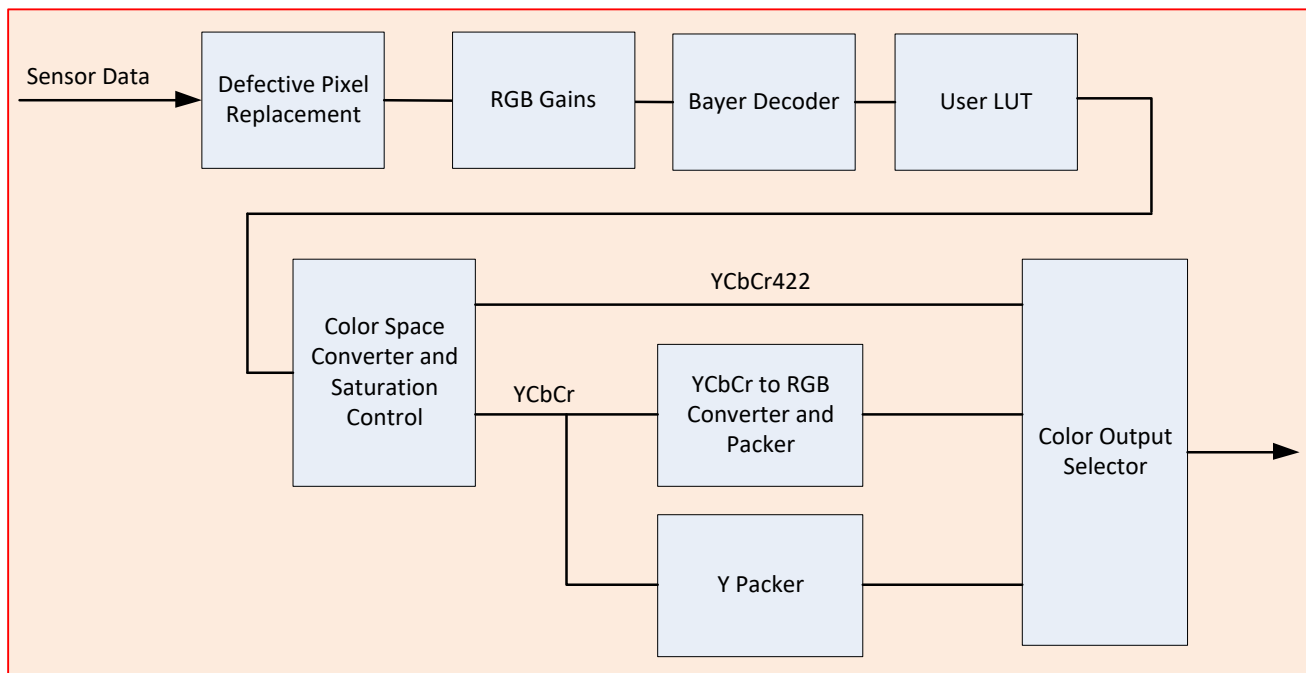 Sensor Data
Defective Pixel
Replacement
RGB Gains
Bayer Decoder
User LUT
Color Space
Converter and
Saturation
Control
YCbCr422
YCbCr
YCbCr to RGB
Converter and
Packer
Y Packer
Color Output
Selector